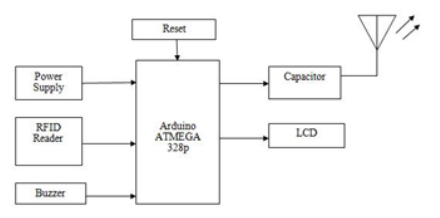 Reset
Power
Supply
Capacitor
RFID
Reader
Arduino
ATMEGA
328p
LCD
Buzzer